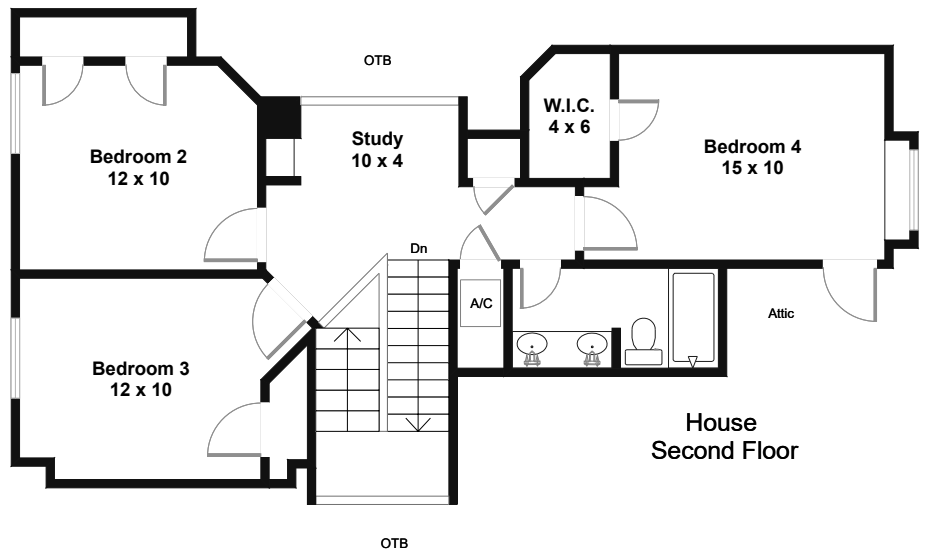 OTB
W.I.C.
4 x 6
Study
10 x 4
Bedroom 2
12 x 10
Bedroom 4
15 x 10
Dn
A/C
Attic
Bedroom 3
12 x 10
House
Second Floor
OTB